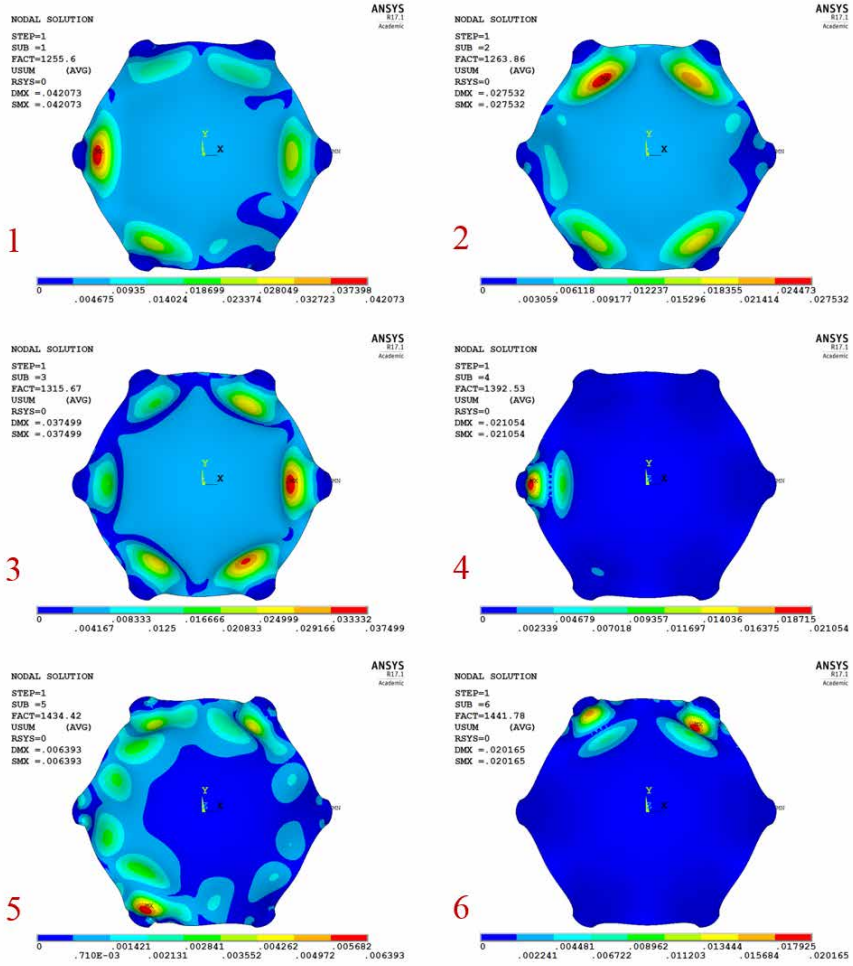 NODAL SOLUTION
STEP=1
SUB =1
FACT=1255.6
USUM (AVG)
RSYS=0
DMX =.042073
SMX =.042073
ANSYS
R17.1
Academic
Y
X
1
0 .00935 .018699 .028049 .037398
.004675 .014024 .023374 .032723 .042073
NODAL SOLUTION
STEP=1
SUB =2
FACT=1263.86
USUM (AVG)
RSYS=0
DMX =.027532
SMX =.027532
ANSYS
R17.1
Academic
Y
X
2
0 .006118 .012237 .018355 .024473
.003059 .009177 .015296 .021414 .027532
NODAL SOLUTION
STEP=1
SUB =3
FACT=1315.67
USUM (AVG)
RSYS=0
DMX =.037499
SMX =.037499
ANSYS
R17.1
Academic
Y
X
3
0 .008333 .016666 .024999 .033332
.004167 .0125 .020833 .029166 .037499
NODAL SOLUTION
STEP=1
SUB =4
FACT=1392.53
USUM (AVG)
RSYS=0
DMX =.021054
SMX =.021054
ANSYS
R17.1
Academic
Y
X
4
0 .004679 .009357 .014036 .018715
.002339 .007018 .011697 .016375 .021054
NODAL SOLUTION
STEP=1
SUB =5
FACT=1434.42
USUM (AVG)
RSYS=0
DMX =.006393
SMX =.006393
ANSYS
R17.1
Academic
Y
X
5
0 .001421 .002841 .004262 .005682
.710E-03 .002131 .003552 .004972 .006393
NODAL SOLUTION
STEP=1
SUB =6
FACT=1441.78
USUM (AVG)
RSYS=0
DMX =.020165
SMX =.020165
ANSYS
R17.1
Academic
Y
X
6
0 .004481 .008962 .013444 .017925
.002241 .006722 .011203 .015684 .020165